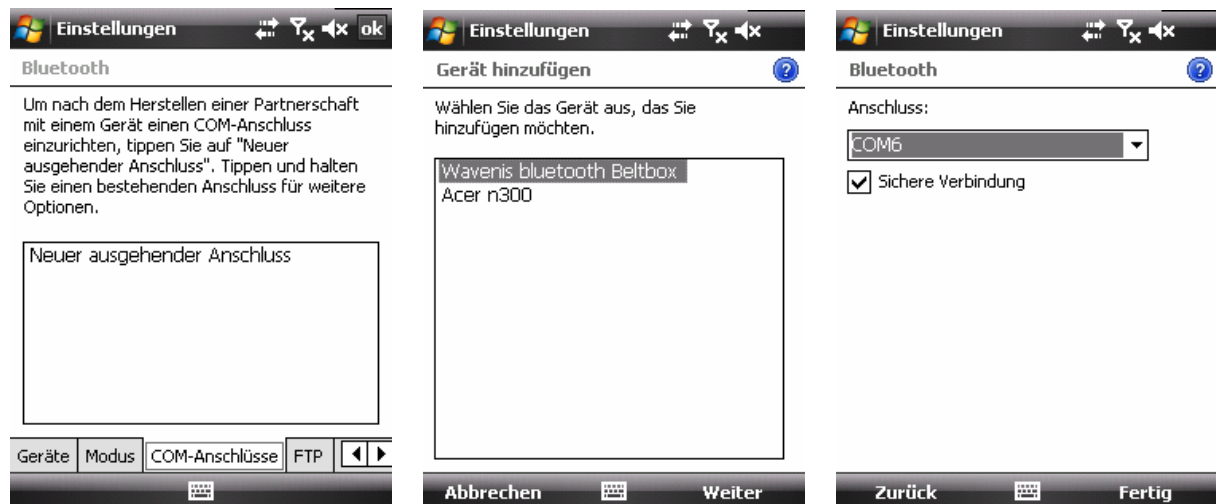 Einstellungen ok
Bluetooth
Um nach dem Herstellen einer Partnerschaft
mit einem Gerät einen COM-Anschluss
einzurichten, tippen Sie auf "Neuer
ausgehender Anschluss". Tippen und halten
Sie einen bestehenden Anschluss für weitere
Optionen.
Neuer ausgehender Anschluss
Geräte Modus COM-Anschlüsse FTP
Einstellungen
Gerät hinzufügen
Wählen Sie das Gerät aus, das Sie
hinzufügen möchten.
Wavenis bluetooth Beltbox
Acer n300
Abbrechen Weiter
Einstellungen
Bluetooth
Anschluss:
COM6
Sichere Verbindung
Zurück Fertig